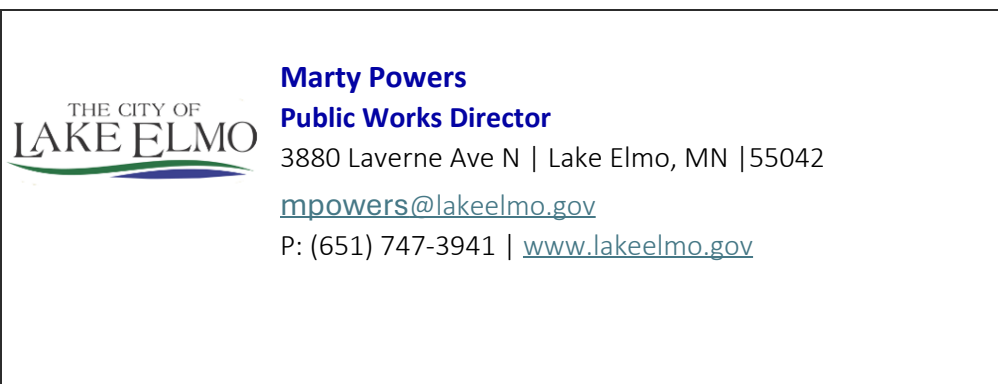 THE CITY OF
LAKE ELMO
Marty Powers
Public Works Director
3880 Laverne Ave N | Lake Elmo, MN |55042
mpowers@lakeelmo.gov
P: (651) 747-3941 | www.lakeelmo.gov